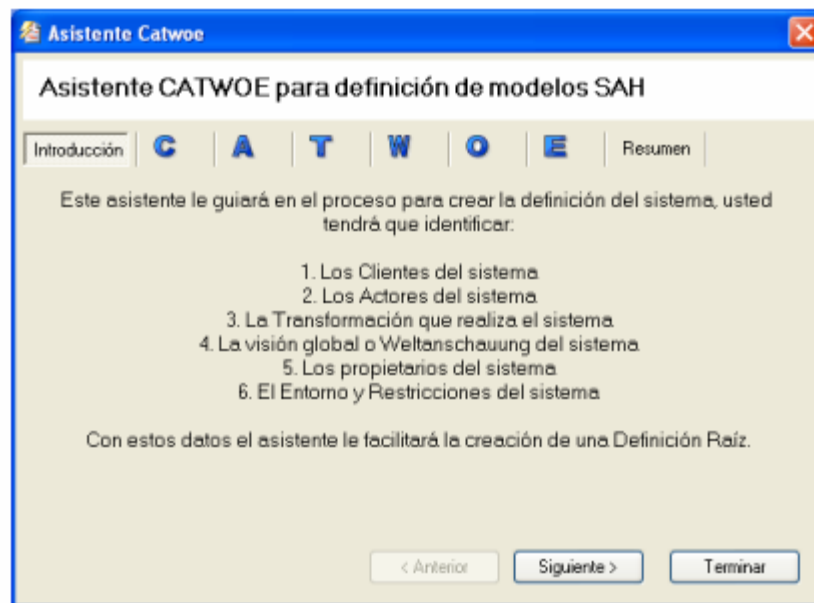 Asistente Catwoe
Asistente CATWOE para definición de modelos SAH
Introducción C A T W O E Resumen
Este asistente le guiará en el proceso para crear la definición del sistema, usted
tendrá que identificar:
1. Los Clientes del sistema
2. Los Actores del sistema
3. La Transformación que realiza el sistema
4. La visión global o Weltanschauung del sistema
5. Los propietarios del sistema
6. El Entorno y Restricciones del sistema
Con estos datos el asistente le facilitará la creación de una Definición Raíz.
< Anterior Siguiente > Terminar